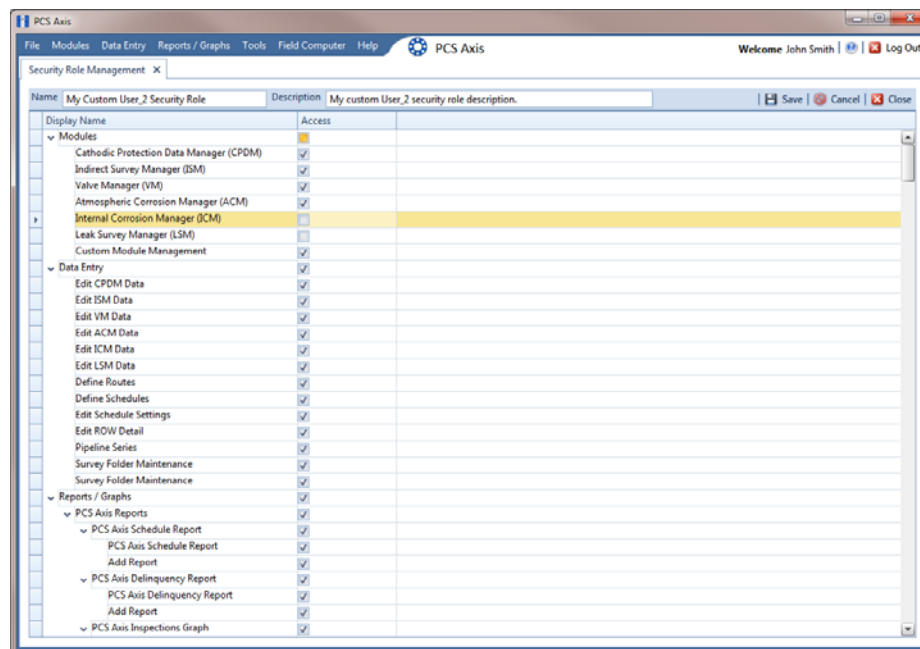 PCS Axis
File Modules Data Entry Reports / Graphs Tools Field Computer Help PCS Axis Welcome John Smith | | Log Out
Security Role Management X
Name My Custom User_2 Security Role Description My custom User_2 security role description. | Save | Cancel | Close
Display Name Access
Modules
Cathodic Protection Data Manager (CPDM)
Indirect Survey Manager (ISM)
Valve Manager (VM)
Atmospheric Corrosion Manager (ACM)
Internal Corrosion Manager (ICM)
Leak Survey Manager (LSM)
Custom Module Management
Data Entry
Edit CPDM Data
Edit ISM Data
Edit VM Data
Edit ACM Data
Edit ICM Data
Edit LSM Data
Define Routes
Define Schedules
Edit Schedule Settings
Edit ROW Detail
Pipeline Series
Survey Folder Maintenance
Survey Folder Maintenance
Reports / Graphs
PCS Axis Reports
PCS Axis Schedule Report
PCS Axis Schedule Report
Add Report
PCS Axis Delinquency Report
PCS Axis Delinquency Report
Add Report
PCS Axis Inspections Graph